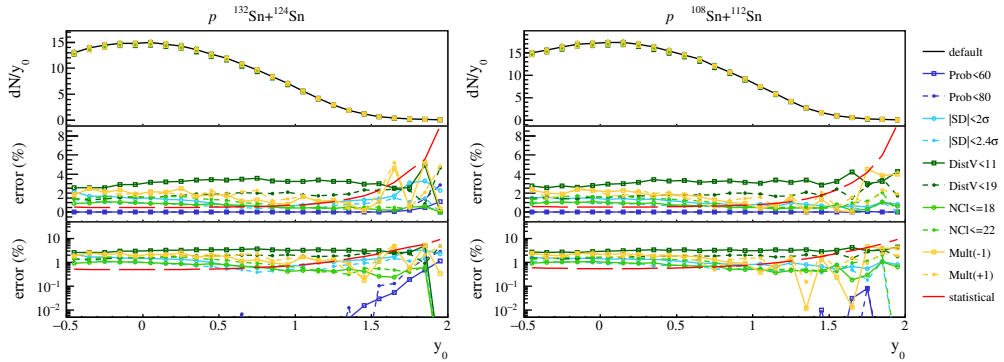 p ¹³²Sn+¹²⁴Sn
dN/y₀
15
10
5
0
error (%)
8
6
4
2
0
error (%)
10
1
10⁻¹
10⁻²
−0.5 0 0.5 1 1.5 2
y₀
p ¹⁰⁸Sn+¹¹²Sn
dN/y₀
15
10
5
0
error (%)
8
6
4
2
0
error (%)
10
1
10⁻¹
10⁻²
−0.5 0 0.5 1 1.5 2
y₀
default
Prob<60
Prob<80
|SD|<2σ
|SD|<2.4σ
DistV<11
DistV<19
NCl<=18
NCl<=22
Mult(-1)
Mult(+1)
statistical